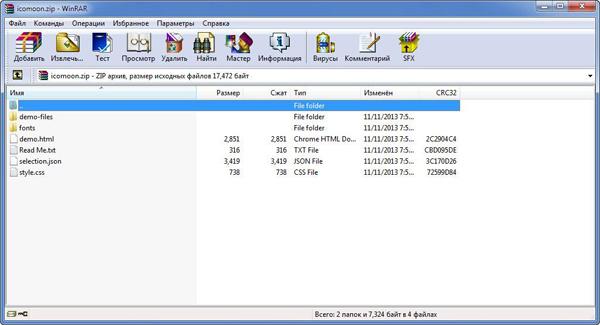 icomoon.zip - WinRAR
Файл Команды Операции Избранное Параметры Справка
Добавить Извлечь... Тест Просмотр Удалить Найти Мастер Информация Вирусы Комментарий SFX
icomoon.zip - ZIP архив, размер исходных файлов 17,472 байт
Имя Размер Сжат Тип Изменён CRC32
.. File folder
demo-files File folder 11/11/2013 7:5...
fonts File folder 11/11/2013 7:5...
demo.html 2,851 2,851 Chrome HTML Do... 11/11/2013 7:5... 2C2904C4
Read Me.txt 316 316 TXT File 11/11/2013 7:5... CBD095DE
selection.json 3,419 3,419 JSON File 11/11/2013 7:5... 3C170D26
style.css 738 738 CSS File 11/11/2013 7:5... 72599D84
Всего: 2 папок и 7,324 байт в 4 файлах